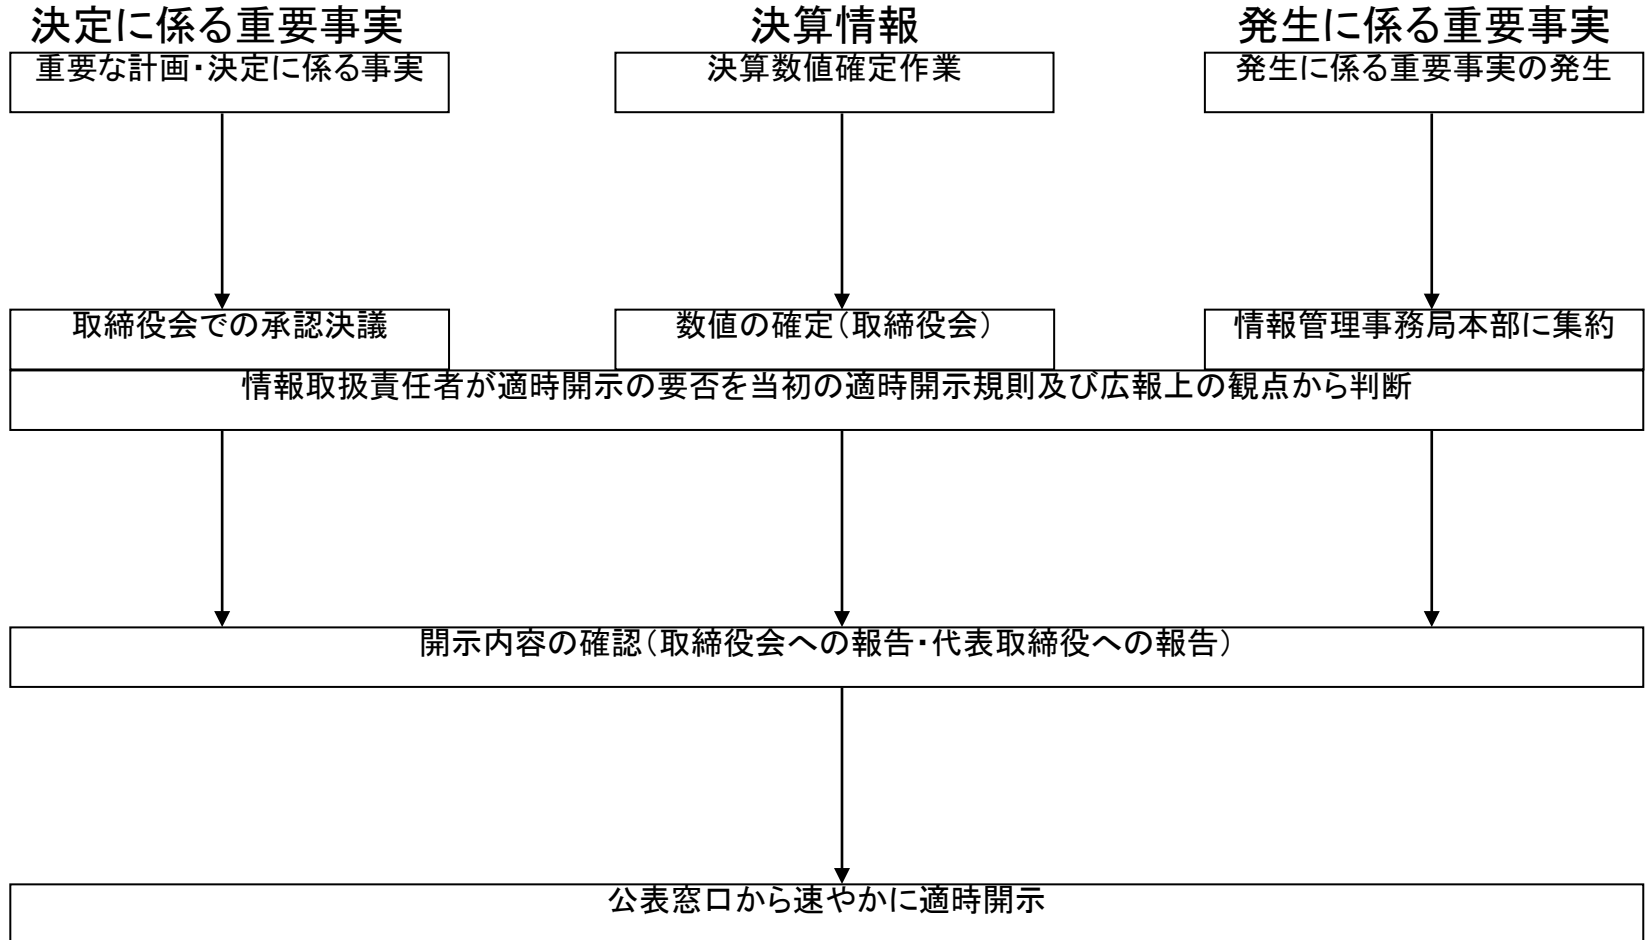 決定に係る重要事実
決算情報
発生に係る重要事実
重要な計画・決定に係る事実
決算数値確定作業
発生に係る重要事実の発生
取締役会での承認決議
数値の確定（取締役会）
情報管理事務局本部に集約
情報取扱責任者が適時開示の要否を当初の適時開示規則及び広報上の観点から判断
開示内容の確認（取締役会への報告・代表取締役への報告）
公表窓口から速やかに適時開示